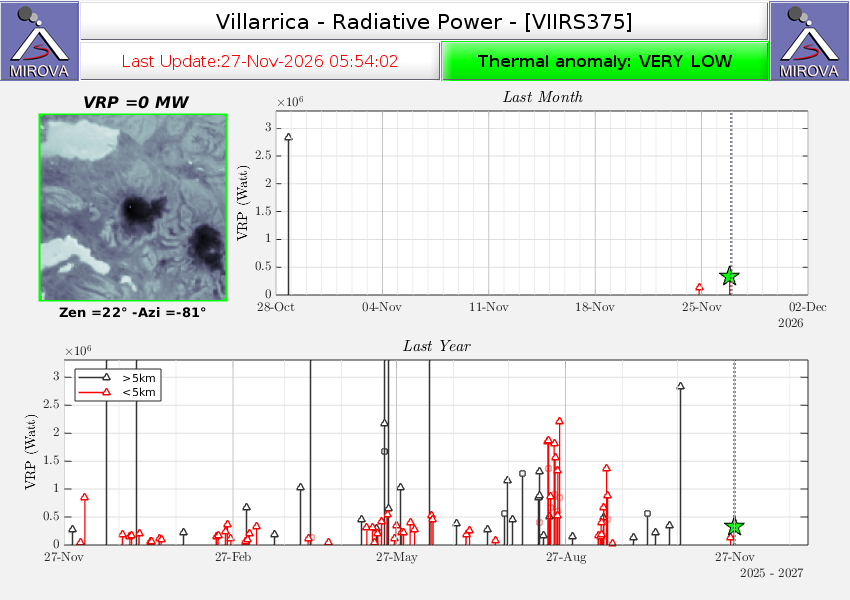 Villarrica - Radiative Power - [VIIRS375]
MIROVA
Last Update:27-Nov-2026 05:54:02
Thermal anomaly: VERY LOW
MIROVA
VRP =0 MW
Zen =22° -Azi =-81°
Last Month
×10⁶
VRP (Watt)
3
2.5
2
1.5
1
0.5
0
28-Oct 04-Nov 11-Nov 18-Nov 25-Nov 02-Dec
2026
Last Year
×10⁶
VRP (Watt)
>5km
<5km
3
2.5
2
1.5
1
0.5
0
27-Nov 27-Feb 27-May 27-Aug 27-Nov
2025 - 2027